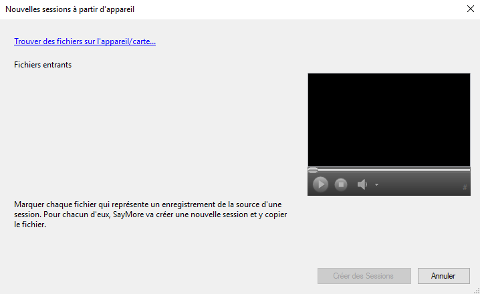 Nouvelles sessions à partir d'appareil
Trouver des fichiers sur l'appareil/carte...
Fichiers entrants
Marquer chaque fichier qui représente un enregistrement de la source d'une
session. Pour chacun d'eux, SayMore va créer une nouvelle session et y copier
le fichier.
Créer des Sessions
Annuler